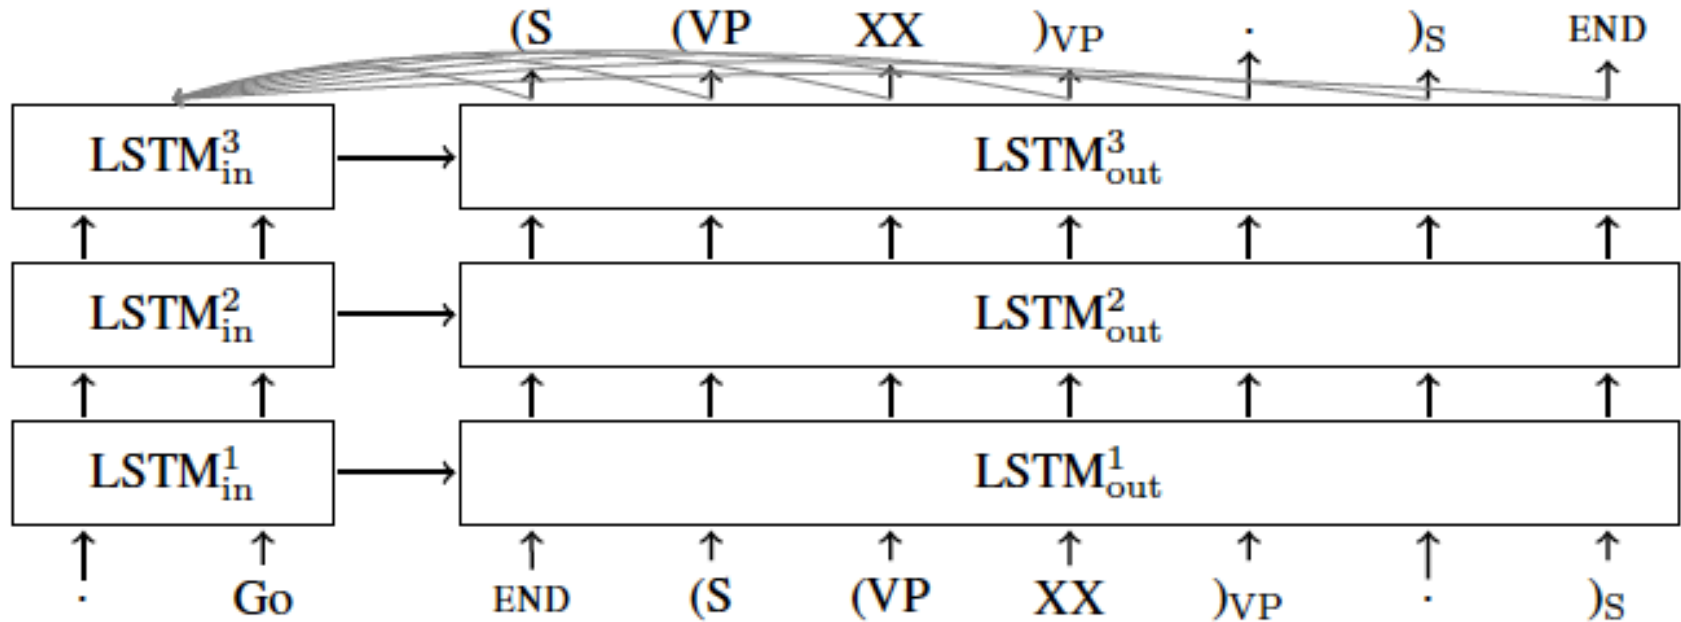 (S (VP XX )VP . )S END
LSTM³in LSTM³out
LSTM²in LSTM²out
LSTM¹in LSTM¹out
. Go END (S (VP XX )VP . )S